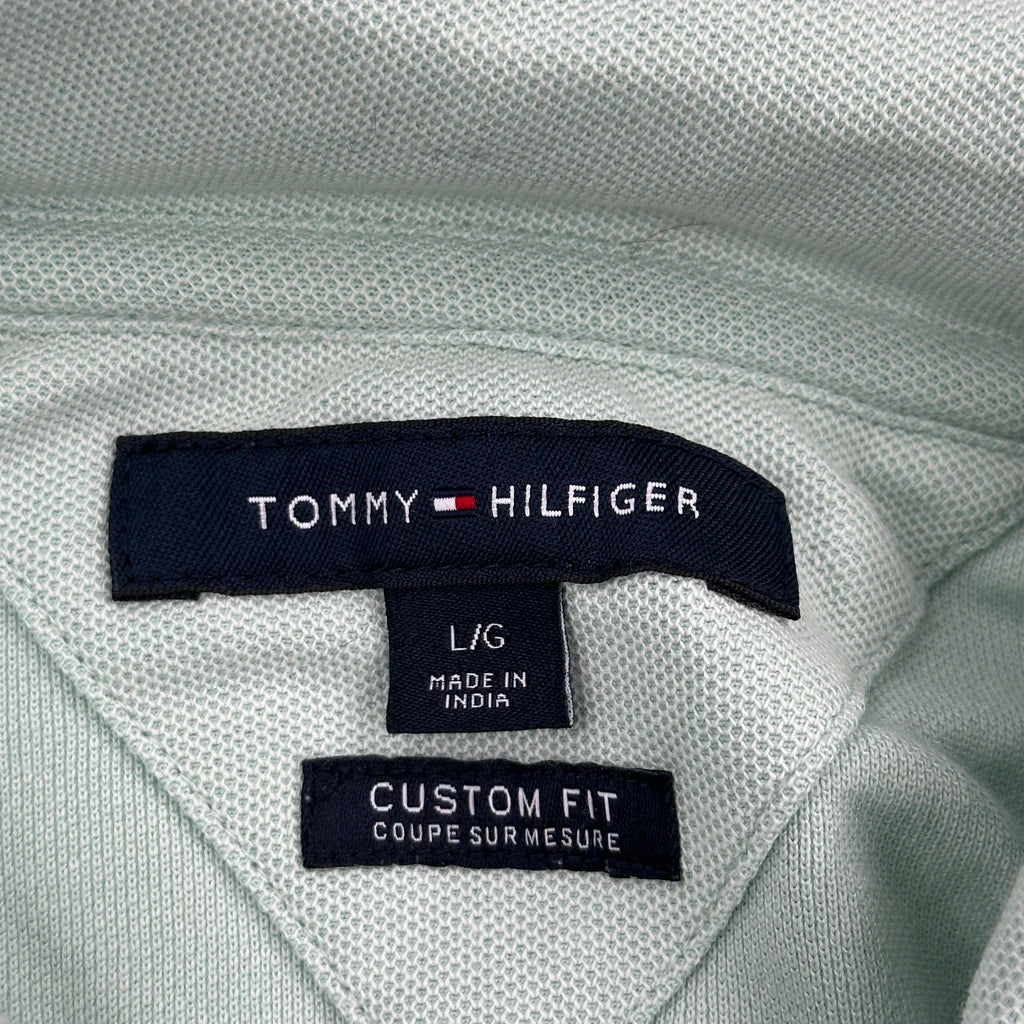 TOMMY HILFIGER
L/G
MADE IN
INDIA
CUSTOM FIT
COUPE SUR MESURE